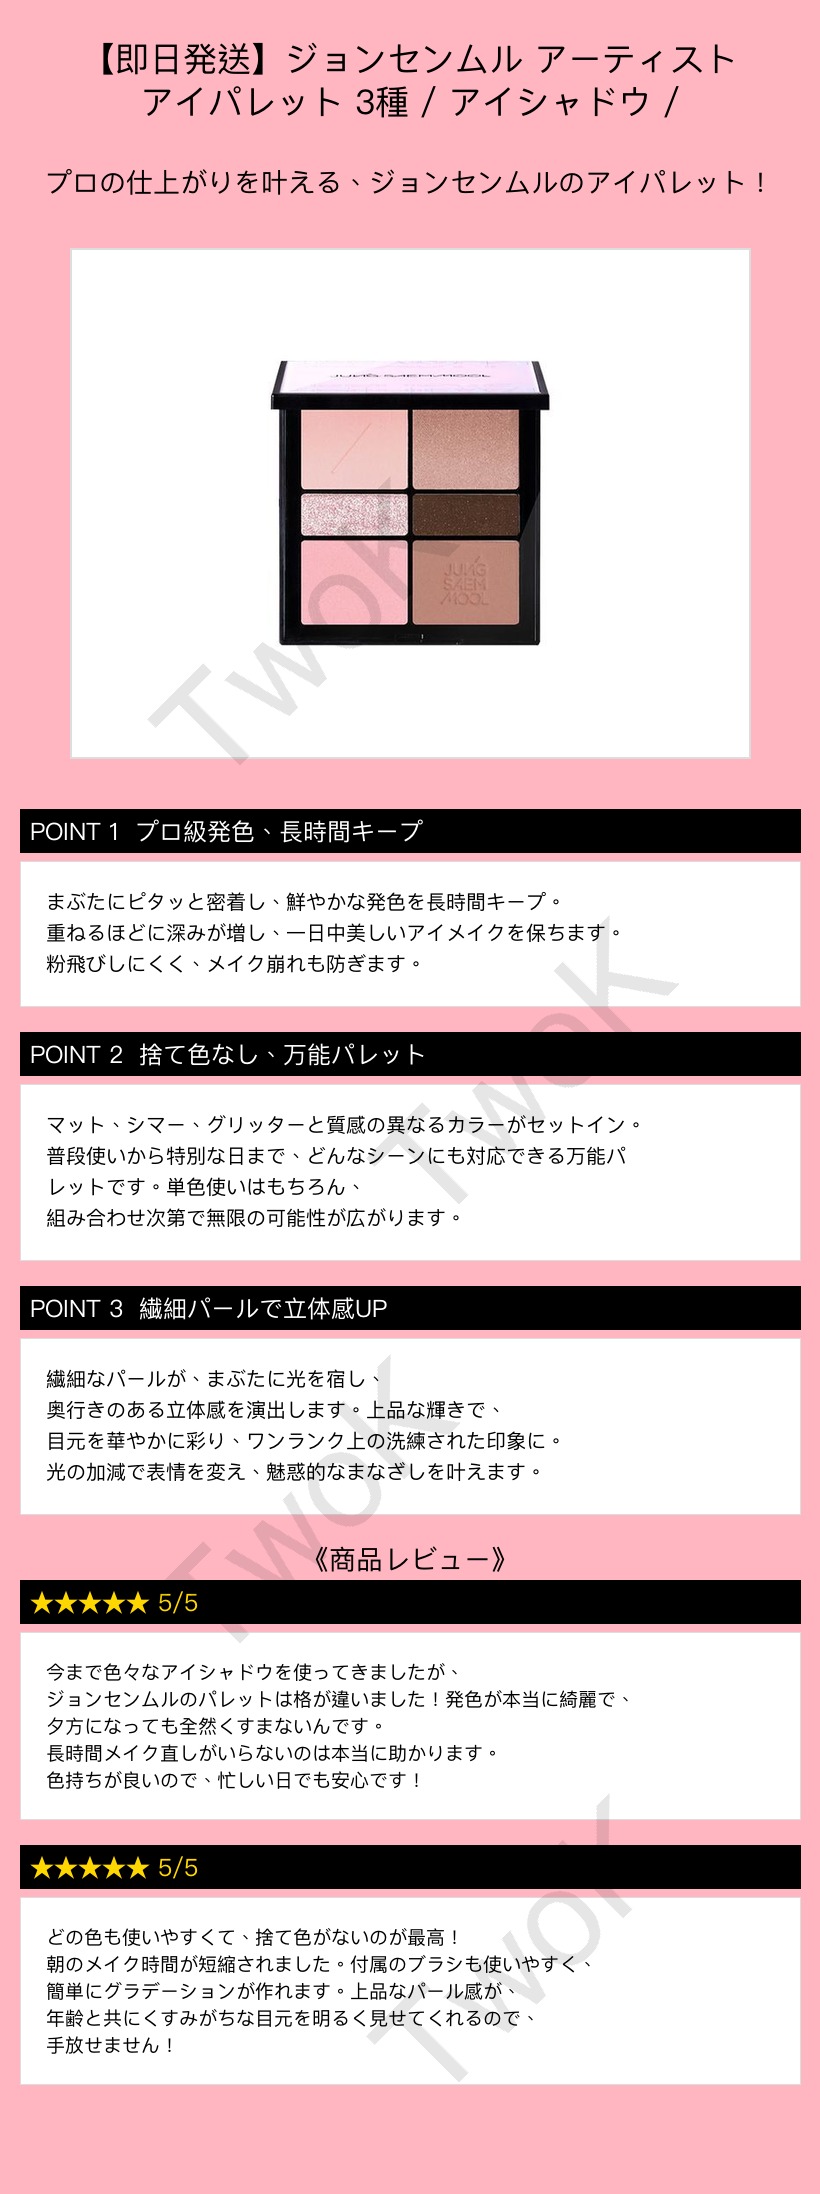 【即日発送】ジョンセンムル アーティスト
アイパレット 3種 / アイシャドウ /
プロの仕上がりを叶える、ジョンセンムルのアイパレット！
JUNG SAEM MOOL
JUNG
SAEM
MOOL
TwoK
POINT 1 プロ級発色、長時間キープ
まぶたにピタッと密着し、鮮やかな発色を長時間キープ。
重ねるほどに深みが増し、一日中美しいアイメイクを保ちます。
粉飛びしにくく、メイク崩れも防ぎます。
TwoK
POINT 2 捨て色なし、万能パレット
マット、シマー、グリッターと質感の異なるカラーがセットイン。
普段使いから特別な日まで、どんなシーンにも対応できる万能パ
レットです。単色使いはもちろん、
組み合わせ次第で無限の可能性が広がります。
POINT 3 繊細パールで立体感UP
繊細なパールが、まぶたに光を宿し、
奥行きのある立体感を演出します。上品な輝きで、
目元を華やかに彩り、ワンランク上の洗練された印象に。
光の加減で表情を変え、魅惑的なまなざしを叶えます。
TwoK
《商品レビュー》
★★★★★ 5/5
今まで色々なアイシャドウを使ってきましたが、
ジョンセンムルのパレットは格が違いました！発色が本当に綺麗で、
夕方になっても全然くすまないんです。
長時間メイク直しがいらないのは本当に助かります。
色持ちが良いので、忙しい日でも安心です！
★★★★★ 5/5
どの色も使いやすくて、捨て色がないのが最高！
朝のメイク時間が短縮されました。付属のブラシも使いやすく、
簡単にグラデーションが作れます。上品なパール感が、
年齢と共にくすみがちな目元を明るく見せてくれるので、
手放せません！
TwoK